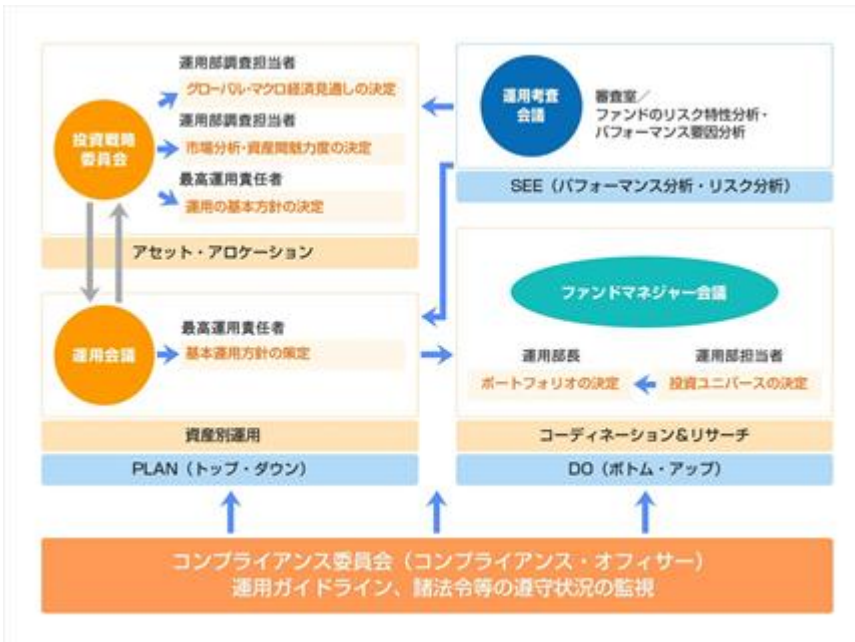 運用部調査担当者
グローバル・マクロ経済見通しの決定
投資戦略
委員会
運用部調査担当者
市場分析・資産間魅力度の決定
最高運用責任者
運用の基本方針の決定
アセット・アロケーション
運用会議
最高運用責任者
基本運用方針の策定
資産別運用
PLAN（トップ・ダウン）
運用考査
会議
審査室／
ファンドのリスク特性分析・
パフォーマンス要因分析
SEE（パフォーマンス分析・リスク分析）
ファンドマネジャー会議
運用部長
ポートフォリオの決定
運用部担当者
投資ユニバースの決定
コーディネーション&リサーチ
DO（ボトム・アップ）
コンプライアンス委員会（コンプライアンス・オフィサー）
運用ガイドライン、諸法令等の遵守状況の監視